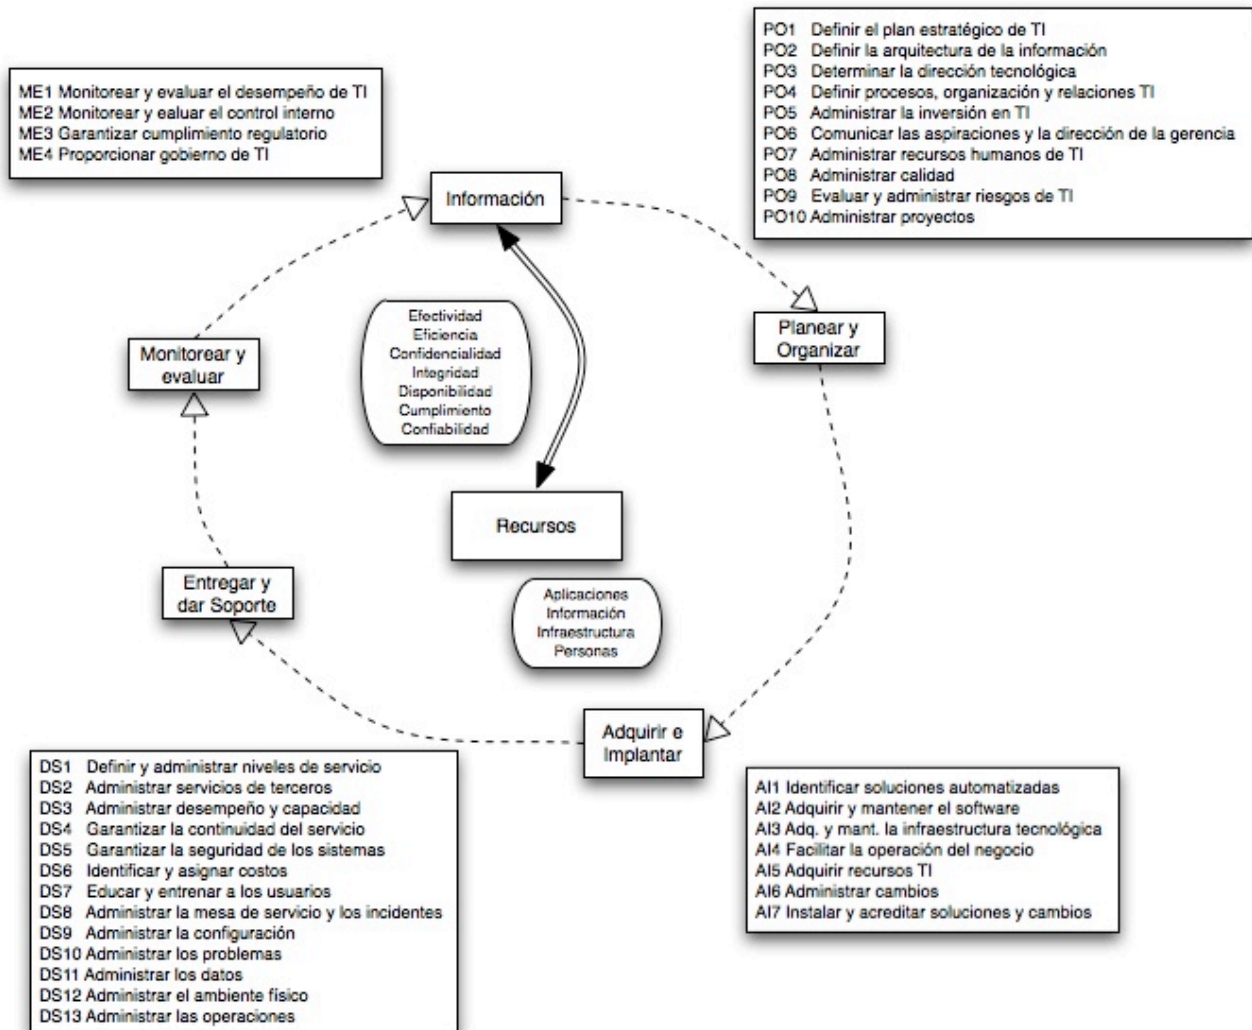 ME1 Monitorear y evaluar el desempeño de TI
ME2 Monitorear y ealuar el control interno
ME3 Garantizar cumplimiento regulatorio
ME4 Proporcionar gobierno de TI
PO1 Definir el plan estratégico de TI
PO2 Definir la arquitectura de la información
PO3 Determinar la dirección tecnológica
PO4 Definir procesos, organización y relaciones TI
PO5 Administrar la inversión en TI
PO6 Comunicar las aspiraciones y la dirección de la gerencia
PO7 Administrar recursos humanos de TI
PO8 Administrar calidad
PO9 Evaluar y administrar riesgos de TI
PO10 Administrar proyectos
Información
Efectividad
Eficiencia
Confidencialidad
Integridad
Disponibilidad
Cumplimiento
Confiabilidad
Planear y
Organizar
Monitorear y
evaluar
Recursos
Entregar y
dar Soporte
Aplicaciones
Información
Infraestructura
Personas
Adquirir e
Implantar
DS1 Definir y administrar niveles de servicio
DS2 Administrar servicios de terceros
DS3 Administrar desempeño y capacidad
DS4 Garantizar la continuidad del servicio
DS5 Garantizar la seguridad de los sistemas
DS6 Identificar y asignar costos
DS7 Educar y entrenar a los usuarios
DS8 Administrar la mesa de servicio y los incidentes
DS9 Administrar la configuración
DS10 Administrar los problemas
DS11 Administrar los datos
DS12 Administrar el ambiente físico
DS13 Administrar las operaciones
AI1 Identificar soluciones automatizadas
AI2 Adquirir y mantener el software
AI3 Adq. y mant. la infraestructura tecnológica
AI4 Facilitar la operación del negocio
AI5 Adquirir recursos TI
AI6 Administrar cambios
AI7 Instalar y acreditar soluciones y cambios